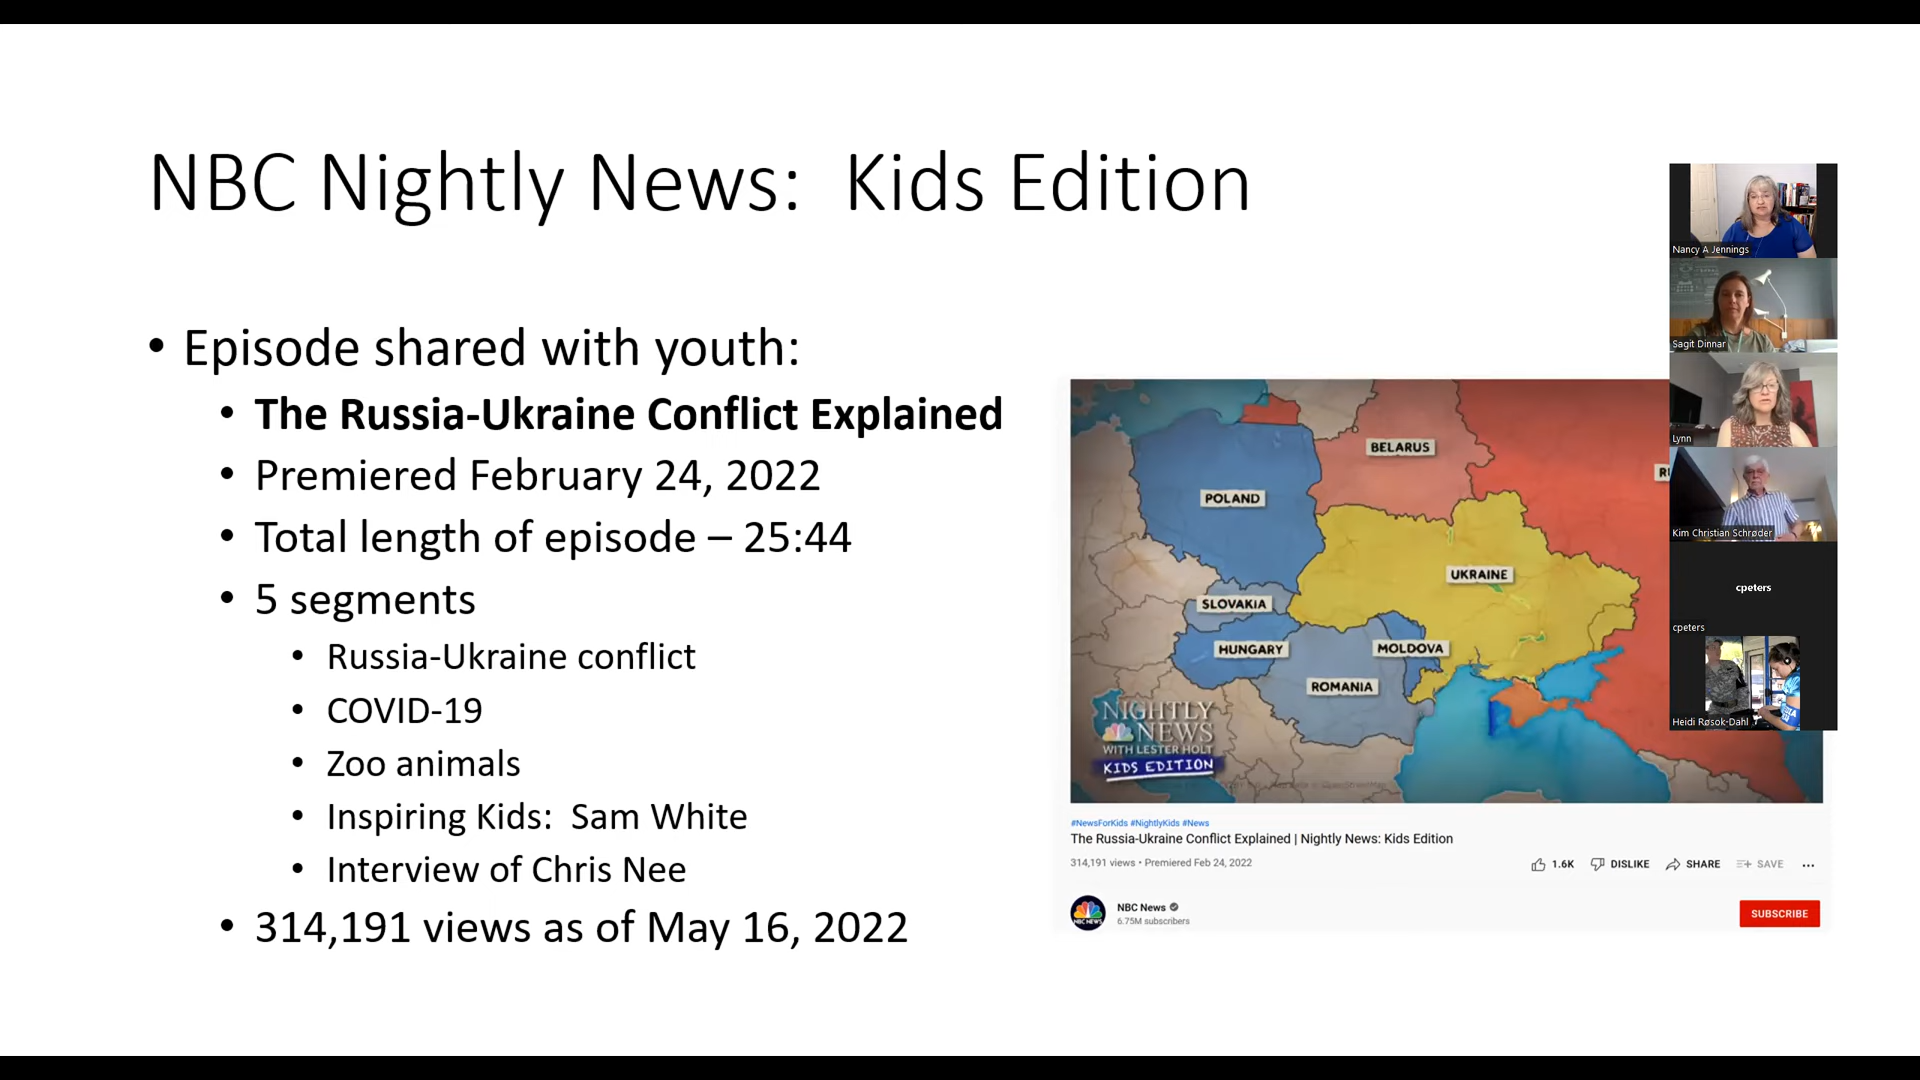 NBC Nightly News: Kids Edition
• Episode shared with youth:
• The Russia-Ukraine Conflict Explained
• Premiered February 24, 2022
• Total length of episode – 25:44
• 5 segments
• Russia-Ukraine conflict
• COVID-19
• Zoo animals
• Inspiring Kids: Sam White
• Interview of Chris Nee
• 314,191 views as of May 16, 2022
BELARUS
POLAND
UKRAINE
SLOVAKIA
HUNGARY
MOLDOVA
ROMANIA
NIGHTLY
NEWS
WITH LESTER HOLT
KIDS EDITION
#NewsForKids #NightlyKids #News
The Russia-Ukraine Conflict Explained | Nightly News: Kids Edition
314,191 views • Premiered Feb 24, 2022
1.6K DISLIKE SHARE SAVE ...
NBC NEWS
NBC News
6.75M subscribers
SUBSCRIBE
Nancy A Jennings
Sagit Dinnar
Lynn
Kim Christian Schrøder
cpeters
cpeters
Heidi Røsok-Dahl